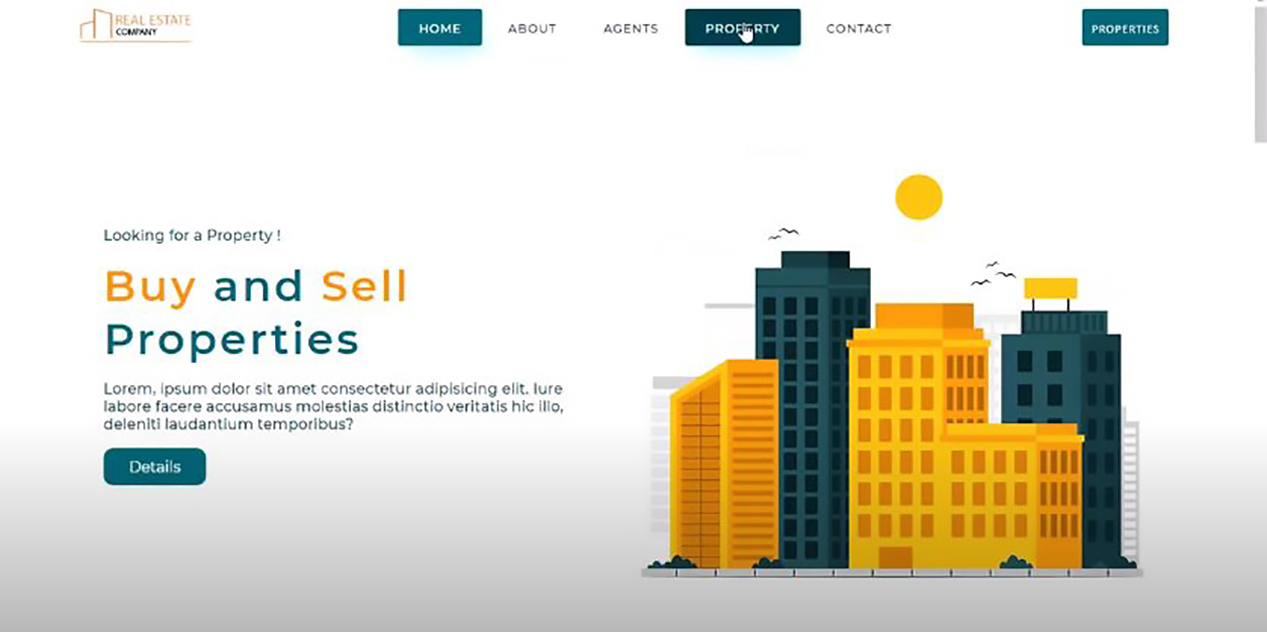 REAL ESTATE
COMPANY
HOME
ABOUT
AGENTS
PROPERTY
CONTACT
PROPERTIES
Looking for a Property !
Buy and Sell
Properties
Lorem, ipsum dolor sit amet consectetur adipisicing elit. Iure
labore facere accusamus molestias distinctio veritatis hic illo,
deleniti laudantium temporibus?
Details